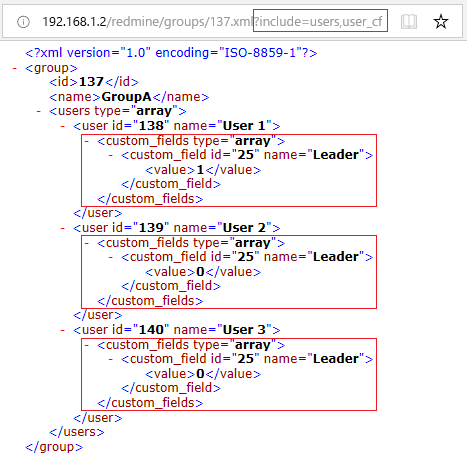 192.168.1.2/redmine/groups/137.xml?include=users,user_cf
<?xml version="1.0" encoding="ISO-8859-1"?>
- <group>
<id>137</id>
<name>GroupA</name>
- <users type="array">
- <user id="138" name="User 1">
- <custom_fields type="array">
- <custom_field id="25" name="Leader">
<value>1</value>
</custom_field>
</custom_fields>
</user>
- <user id="139" name="User 2">
- <custom_fields type="array">
- <custom_field id="25" name="Leader">
<value>0</value>
</custom_field>
</custom_fields>
</user>
- <user id="140" name="User 3">
- <custom_fields type="array">
- <custom_field id="25" name="Leader">
<value>0</value>
</custom_field>
</custom_fields>
</user>
</users>
</group>